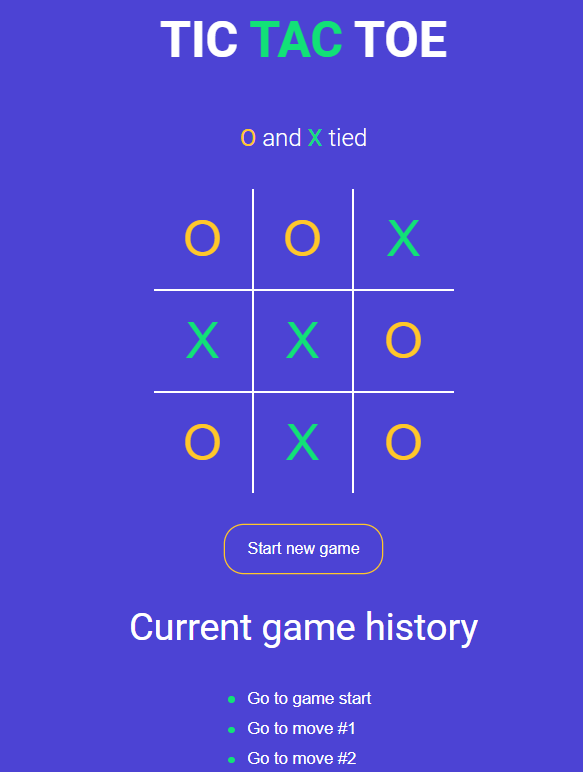 TIC TAC TOE
O and X tied
O O X
X X O
O X O
Start new game
Current game history
Go to game start
Go to move #1
Go to move #2